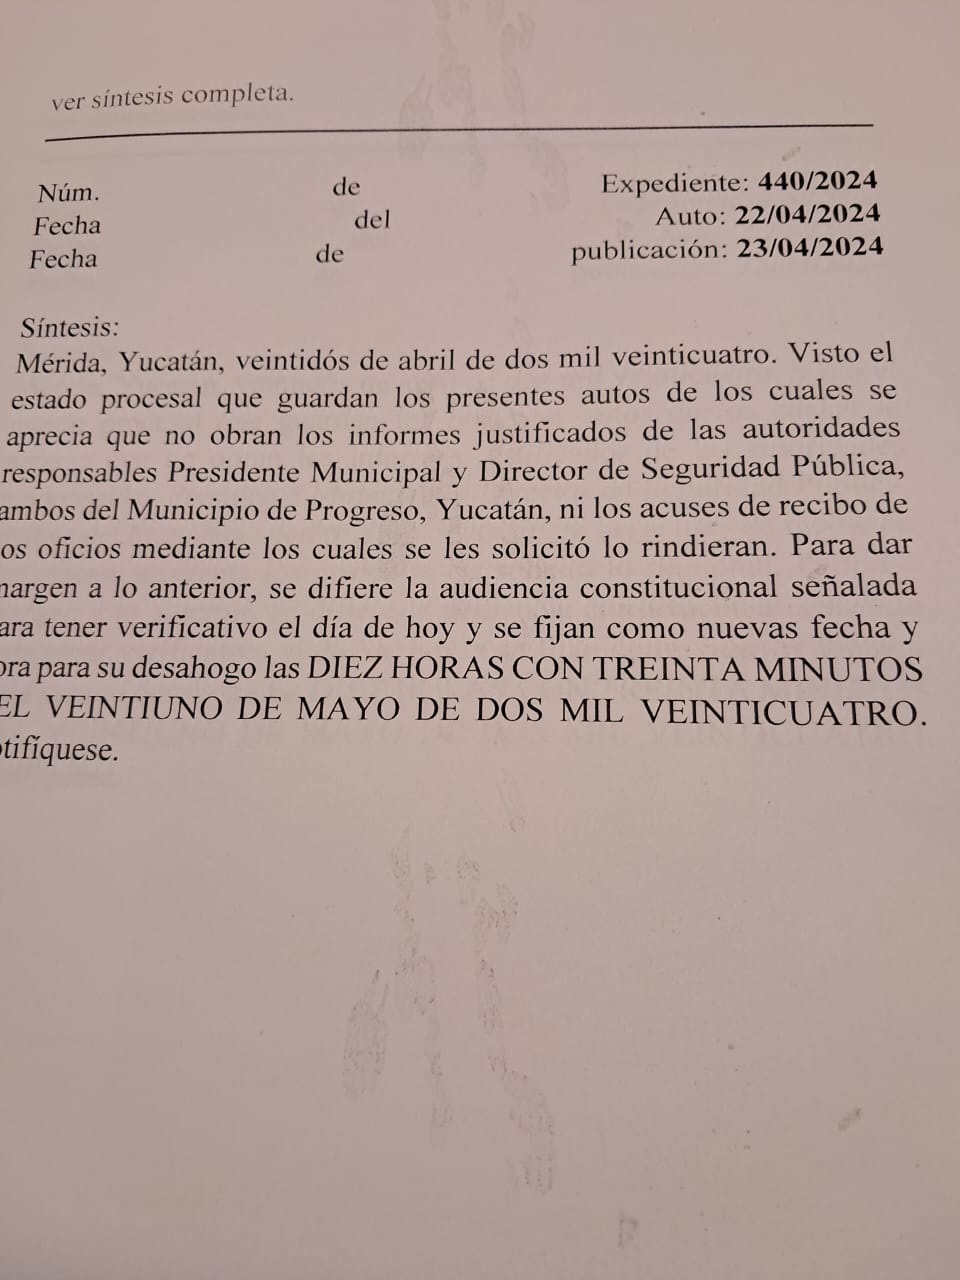 ver síntesis completa.
Núm. de Expediente: 440/2024
Fecha del Auto: 22/04/2024
Fecha de publicación: 23/04/2024
Síntesis:
Mérida, Yucatán, veintidós de abril de dos mil veinticuatro. Visto el
estado procesal que guardan los presentes autos de los cuales se
aprecia que no obran los informes justificados de las autoridades
responsables Presidente Municipal y Director de Seguridad Pública,
ambos del Municipio de Progreso, Yucatán, ni los acuses de recibo de
os oficios mediante los cuales se les solicitó lo rindieran. Para dar
margen a lo anterior, se difiere la audiencia constitucional señalada
ara tener verificativo el día de hoy y se fijan como nuevas fecha y
ora para su desahogo las DIEZ HORAS CON TREINTA MINUTOS
EL VEINTIUNO DE MAYO DE DOS MIL VEINTICUATRO.
otifíquese.